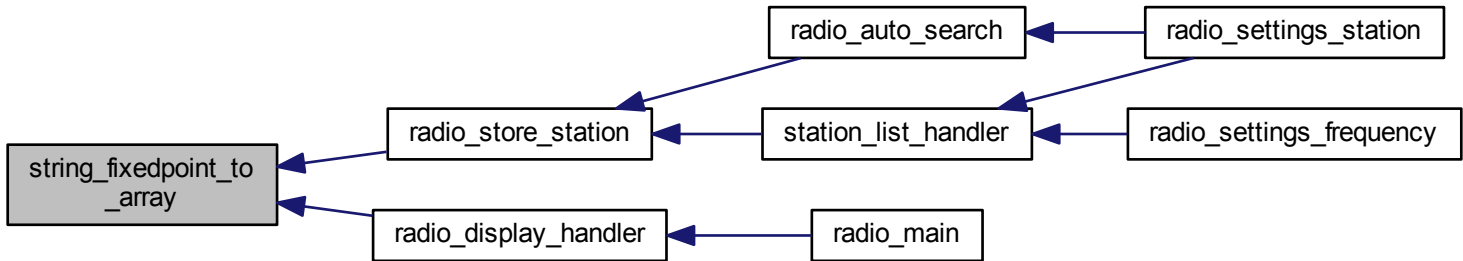 radio_auto_search
radio_settings_station
radio_store_station
station_list_handler
radio_settings_frequency
string_fixedpoint_to
_array
radio_display_handler
radio_main